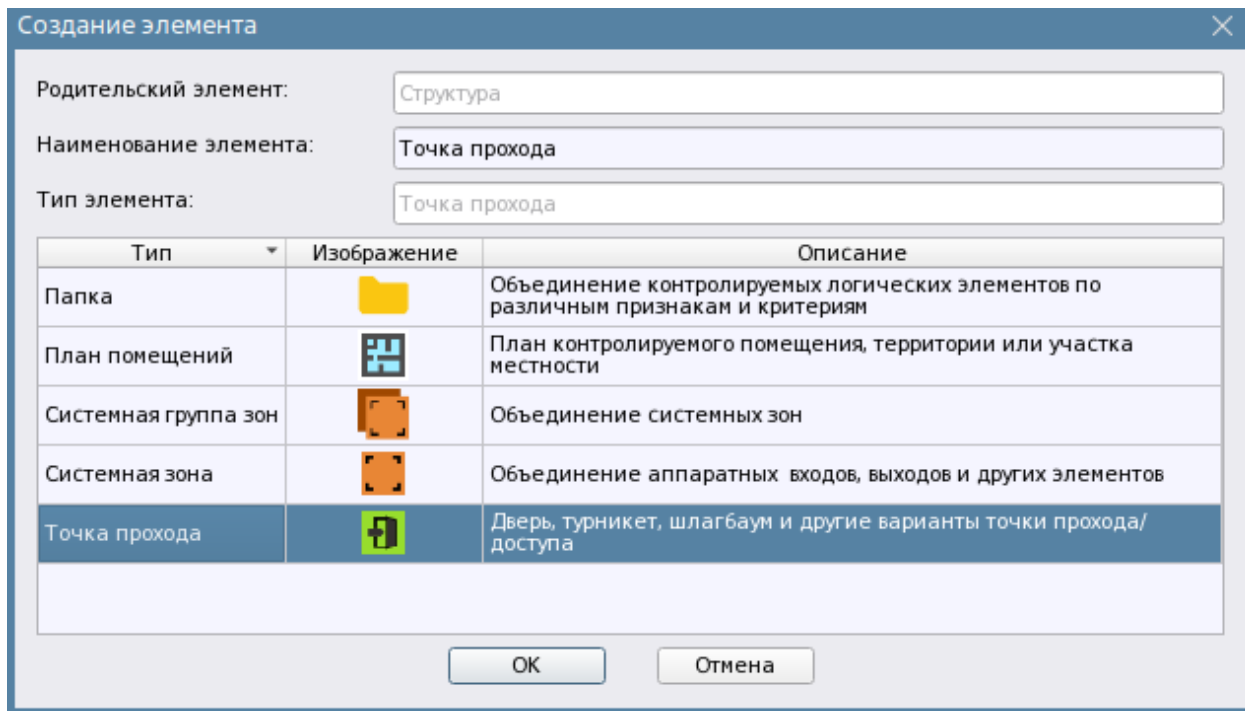 Создание элемента
Родительский элемент:
Структура
Наименование элемента:
Точка прохода
Тип элемента:
Точка прохода
Тип Изображение Описание
Папка
Объединение контролируемых логических элементов по
различным признакам и критериям
План помещений
План контролируемого помещения, территории или участка
местности
Системная группа зон
Объединение системных зон
Системная зона
Объединение аппаратных входов, выходов и других элементов
Точка прохода
Дверь, турникет, шлагбаум и другие варианты точки прохода/
доступа
OK
Отмена